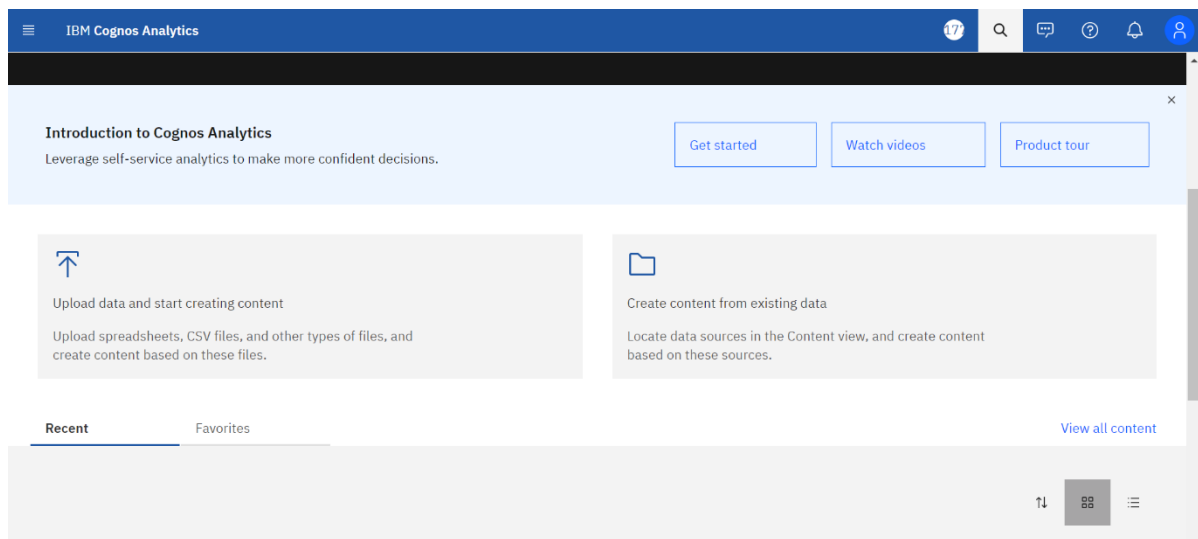 IBM Cognos Analytics
Introduction to Cognos Analytics
Leverage self-service analytics to make more confident decisions.
Get started
Watch videos
Product tour
Upload data and start creating content
Upload spreadsheets, CSV files, and other types of files, and
create content based on these files.
Create content from existing data
Locate data sources in the Content view, and create content
based on these sources.
Recent
Favorites
View all content